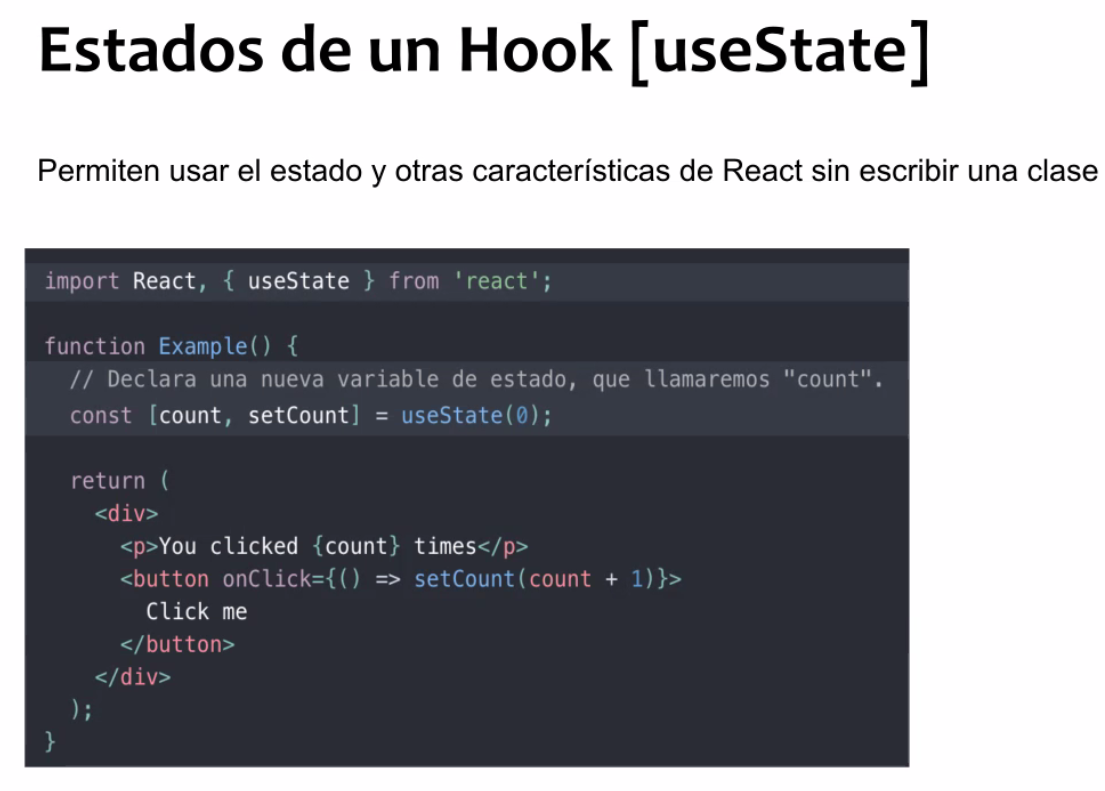 Estados de un Hook [useState]
Permiten usar el estado y otras características de React sin escribir una clase
import React, { useState } from 'react';
function Example() {
// Declara una nueva variable de estado, que llamaremos "count".
const [count, setCount] = useState(0);
return (
<div>
<p>You clicked {count} times</p>
<button onClick={() => setCount(count + 1)}>
Click me
</button>
</div>
);
}